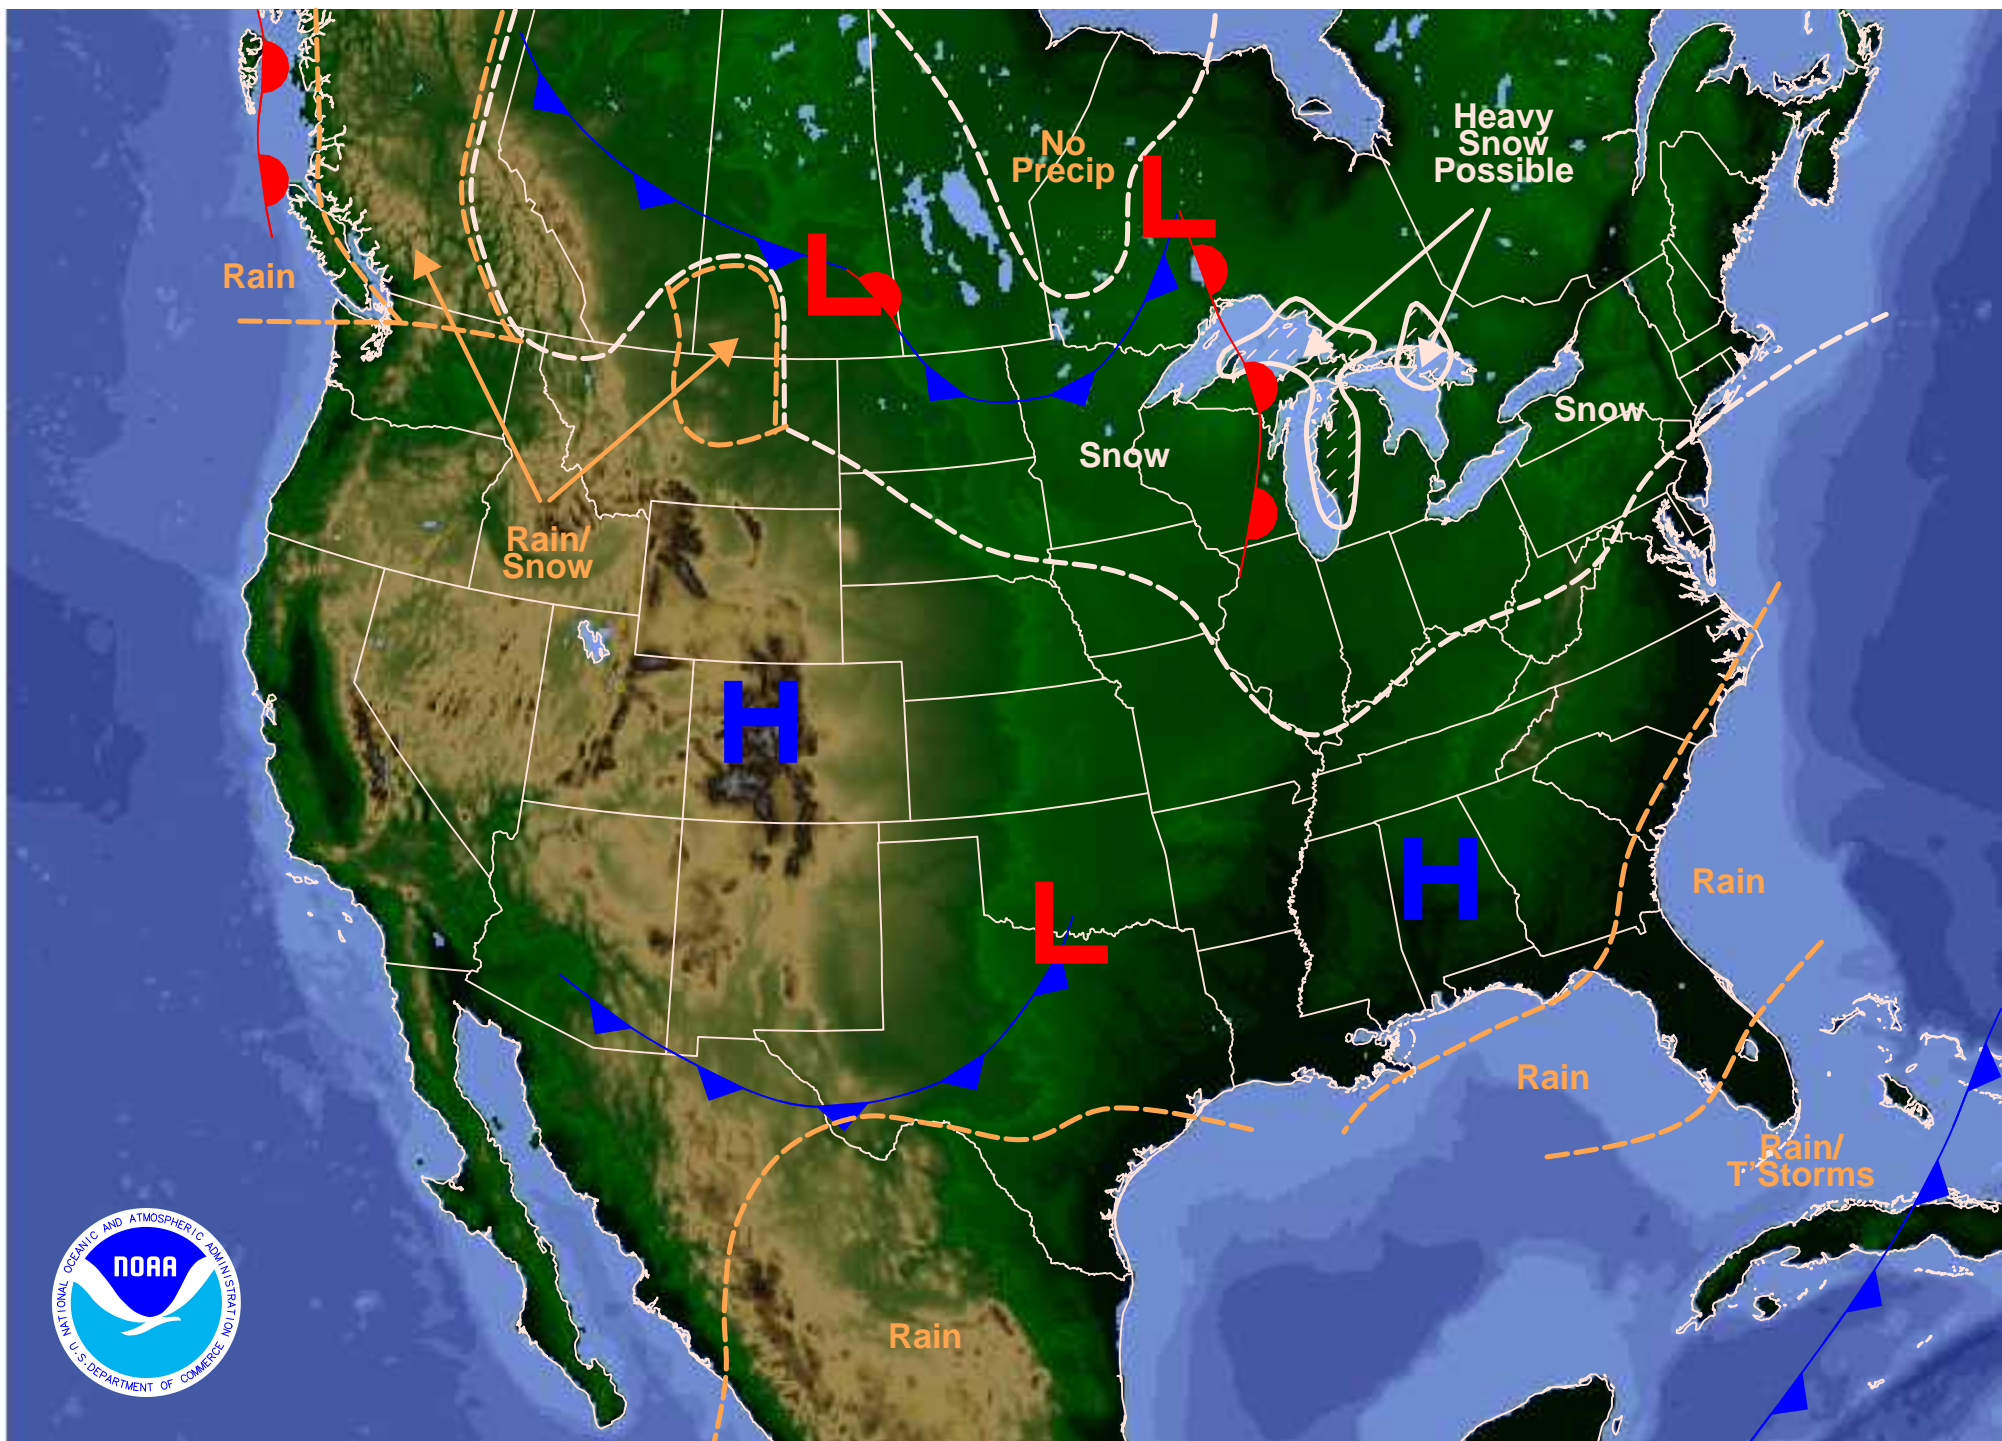 Heavy
Snow
Possible
No
Precip
L
L
Rain
Snow
Snow
Rain/
Snow
H
H
L
Rain
Rain
Rain/
T'Storms
Rain
NATIONAL OCEANIC AND ATMOSPHERIC ADMINISTRATION
NOAA
U.S. DEPARTMENT OF COMMERCE